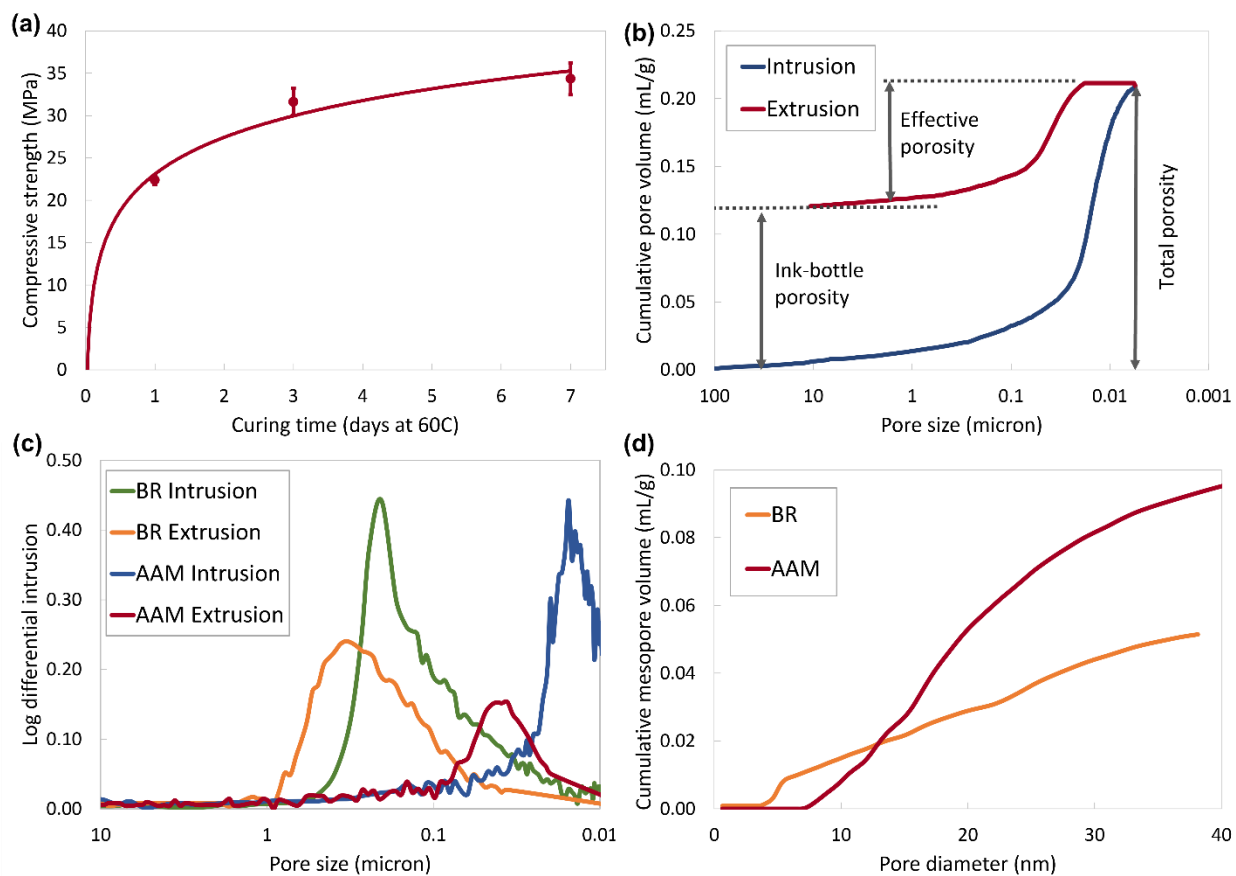 (a)
Compressive strength (MPa)
45
40
35
30
25
20
15
10
5
0
0 1 2 3 4 5 6 7
Curing time (days at 60C)
(b)
Cumulative pore volume (mL/g)
0.25
0.20
0.15
0.10
0.05
0.00
Intrusion
Extrusion
Effective
porosity
Ink-bottle
porosity
Total porosity
100 10 1 0.1 0.01 0.001
Pore size (micron)
(c)
Log differential intrusion
0.50
0.40
0.30
0.20
0.10
0.00
BR Intrusion
BR Extrusion
AAM Intrusion
AAM Extrusion
10 1 0.1 0.01
Pore size (micron)
(d)
Cumulative mesopore volume (mL/g)
0.10
0.08
0.06
0.04
0.02
0.00
BR
AAM
0 10 20 30 40
Pore diameter (nm)